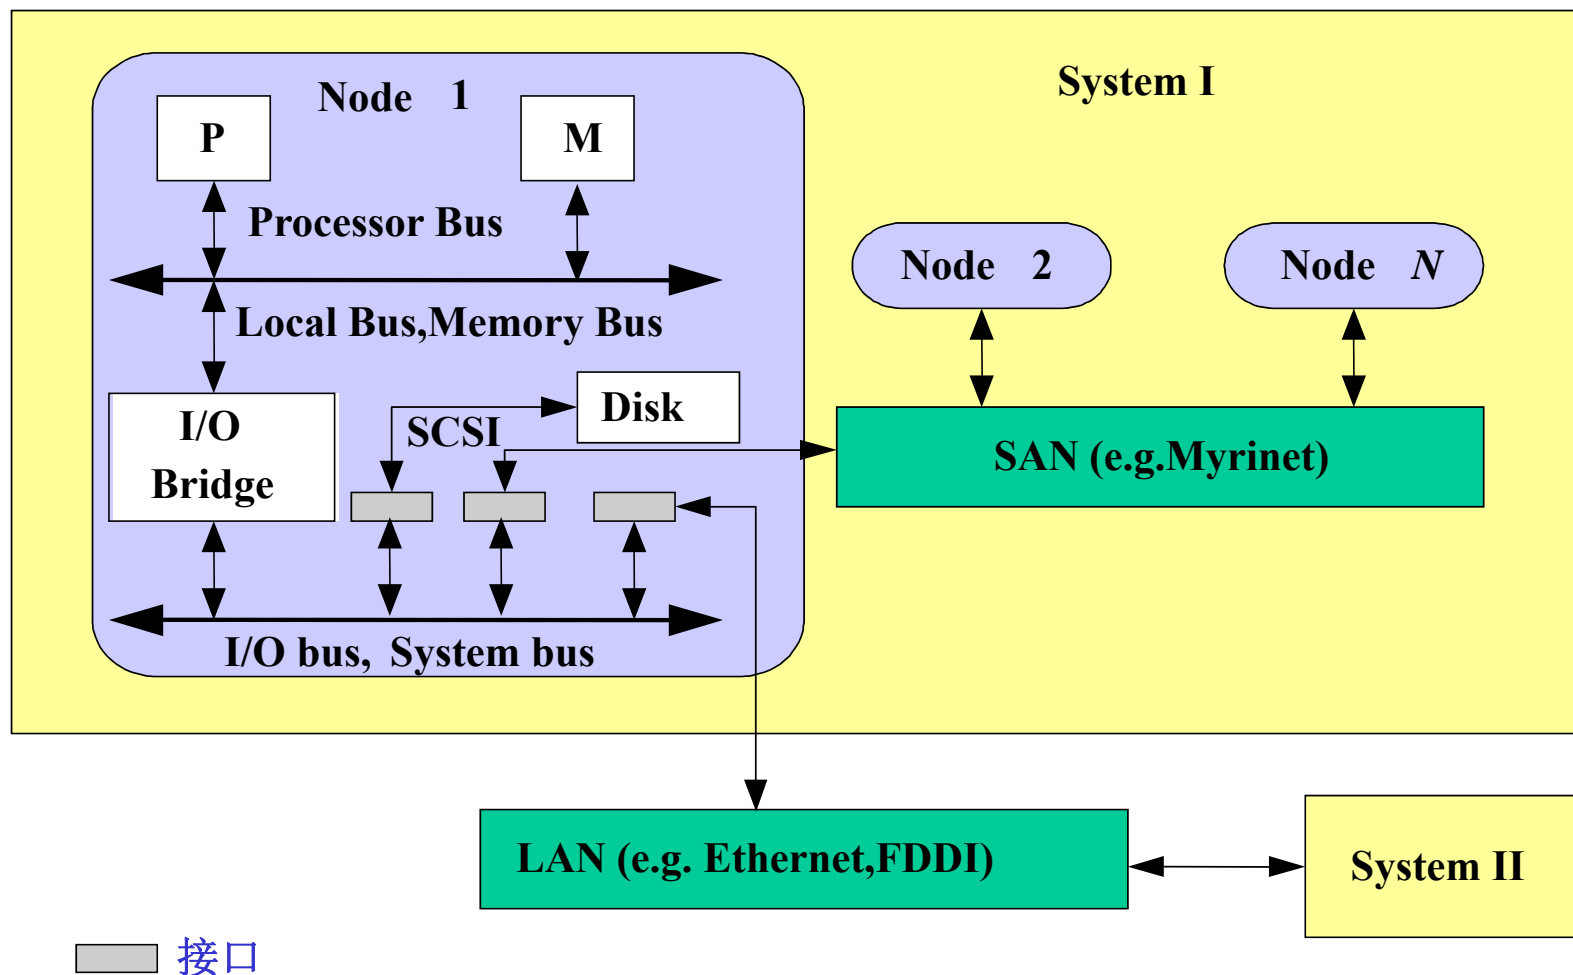 System I
Node 1
P
M
Processor Bus
Local Bus,Memory Bus
Node 2
Node N
I/O
Bridge
SCSI
Disk
SAN (e.g.Myrinet)
I/O bus, System bus
LAN (e.g. Ethernet,FDDI)
System II
接口